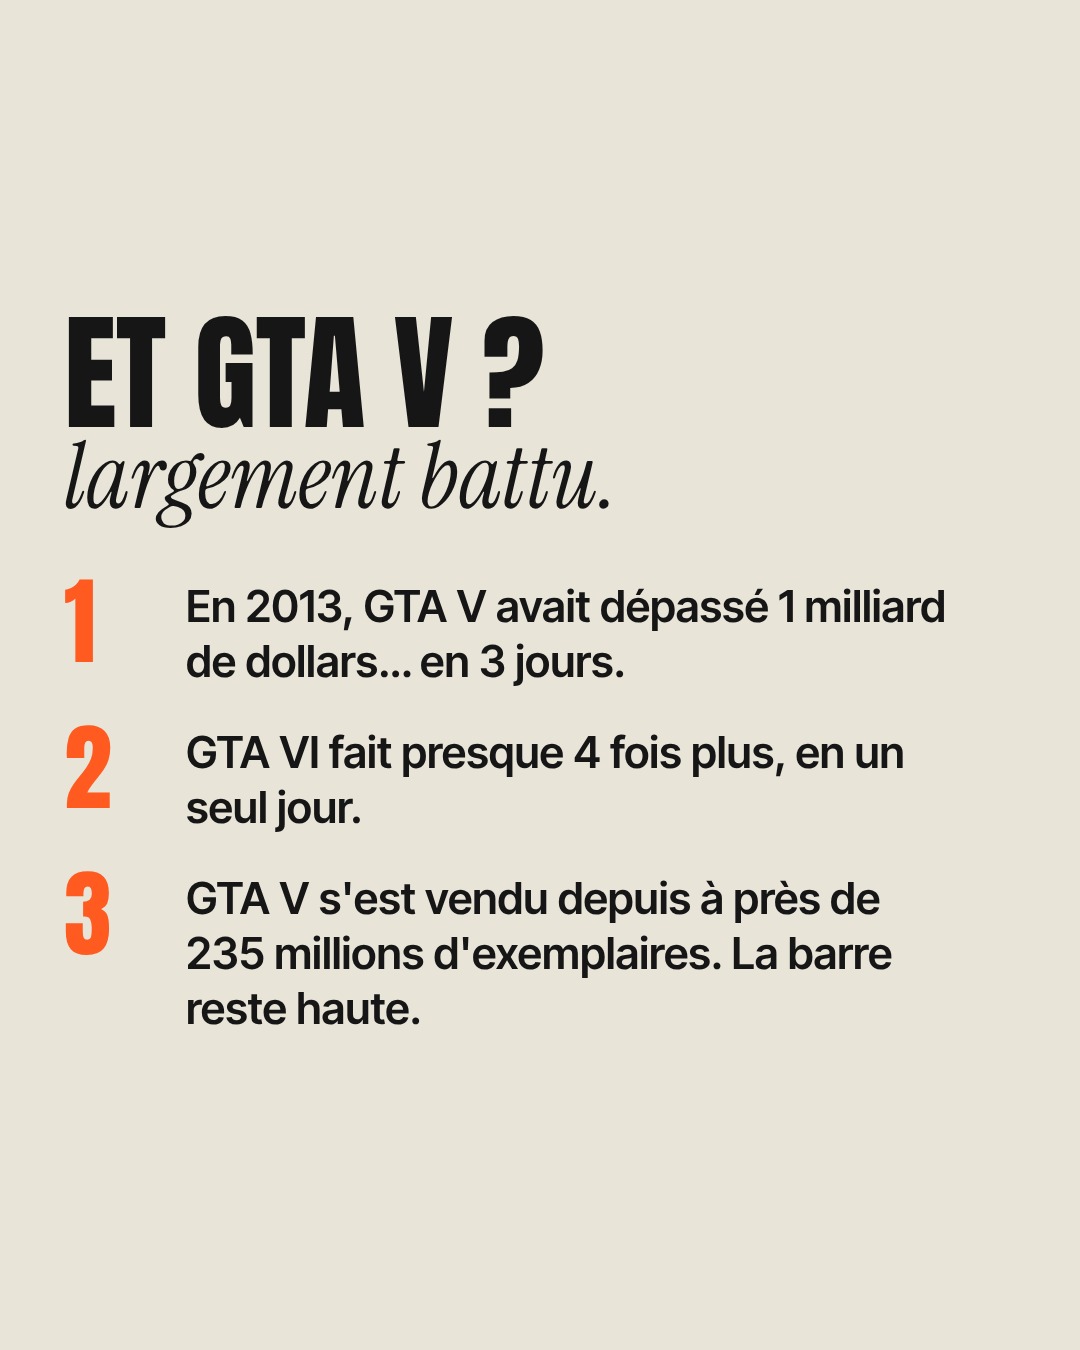 ET GTA V ?
largement battu.
1
En 2013, GTA V avait dépassé 1 milliard
de dollars... en 3 jours.
2
GTA VI fait presque 4 fois plus, en un
seul jour.
3
GTA V s'est vendu depuis à près de
235 millions d'exemplaires. La barre
reste haute.